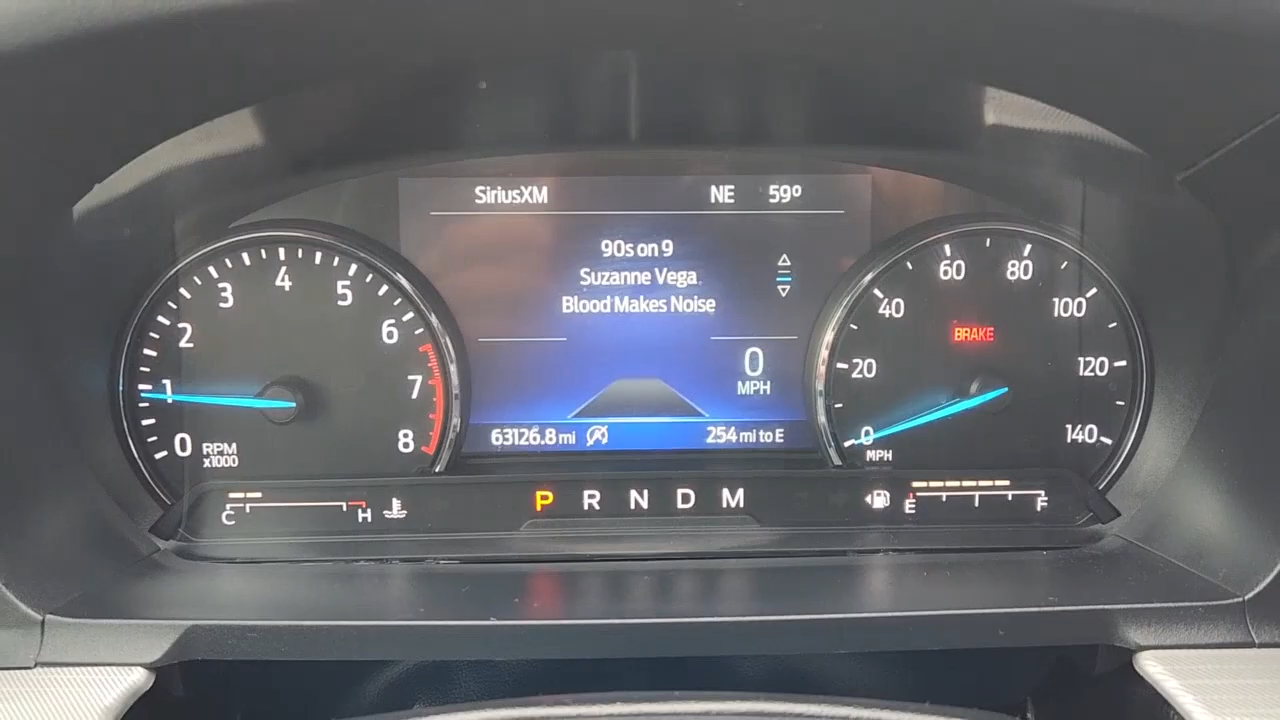 SiriusXM NE 59°
90s on 9
Suzanne Vega
Blood Makes Noise
0
MPH
63126.8 mi 254 mi to E
0 1 2 3 4 5 6 7 8
RPM
x1000
0 20 40 60 80 100 120 140
BRAKE
MPH
C H
P R N D M
E F